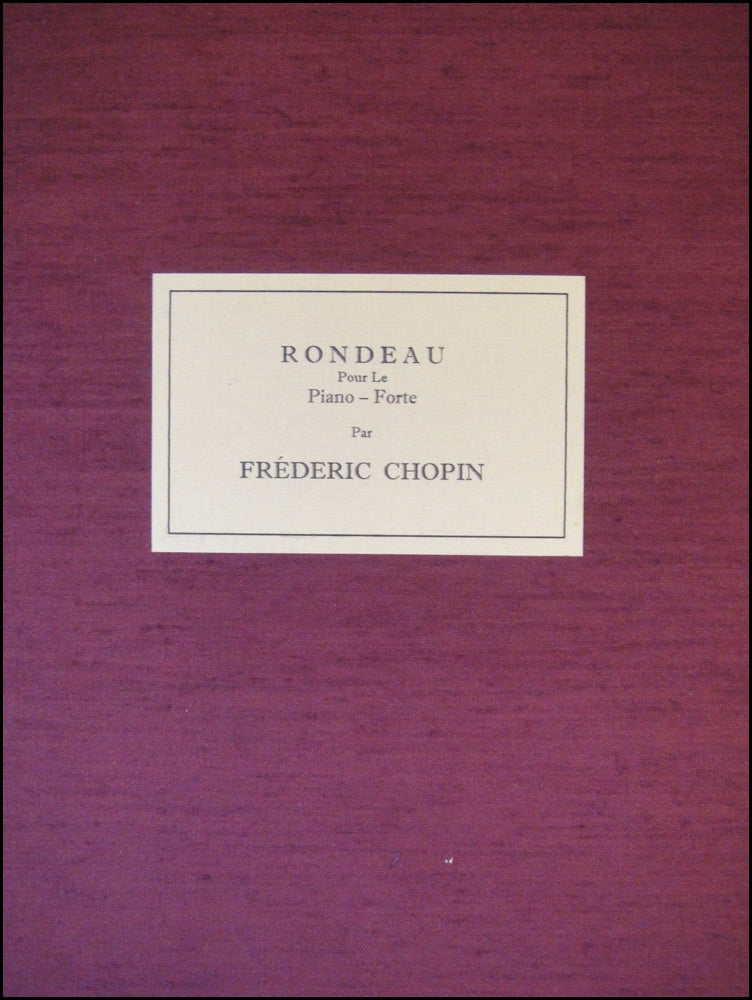 RONDEAU
Pour Le
Piano – Forte
Par
FRÉDERIC CHOPIN